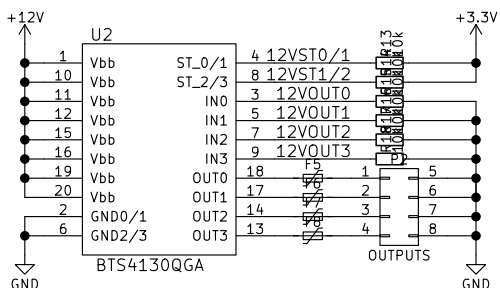 +12V
+3.3V
U2
1 Vbb ST_0/1 4 12VST0/1
10 Vbb ST_2/3 8 12VST1/2
11 Vbb IN0 3 12VOUT0
12 Vbb IN1 5 12VOUT1
15 Vbb IN2 7 12VOUT2
16 Vbb IN3 9 12VOUT3
19 Vbb OUT0 18 F5 1 5
20 Vbb OUT1 17 2 6
2 GND0/1 OUT2 14 3 7
6 GND2/3 OUT3 13 4 8
BTS4130QGA
P2
OUTPUTS
GND
GND